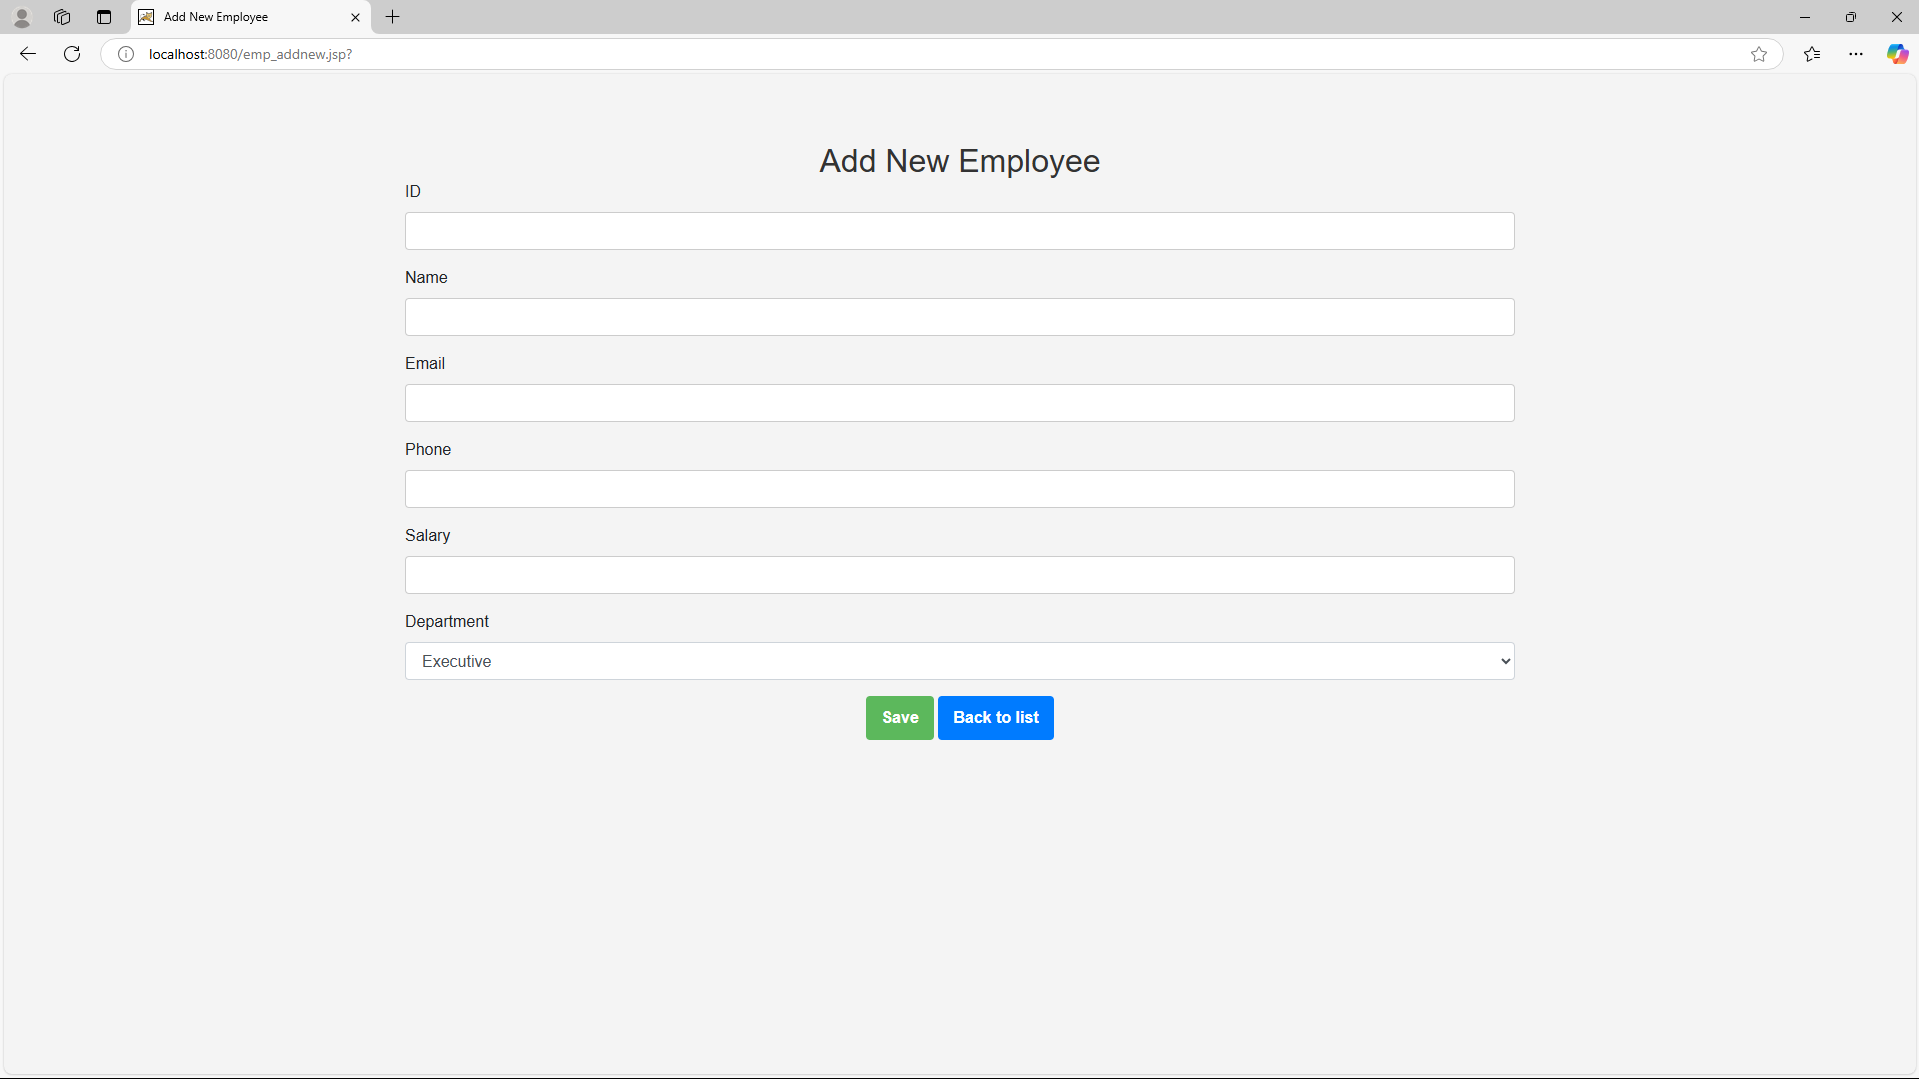 Add New Employee
localhost:8080/emp_addnew.jsp?
Add New Employee
ID
Name
Email
Phone
Salary
Department
Executive
Save Back to list